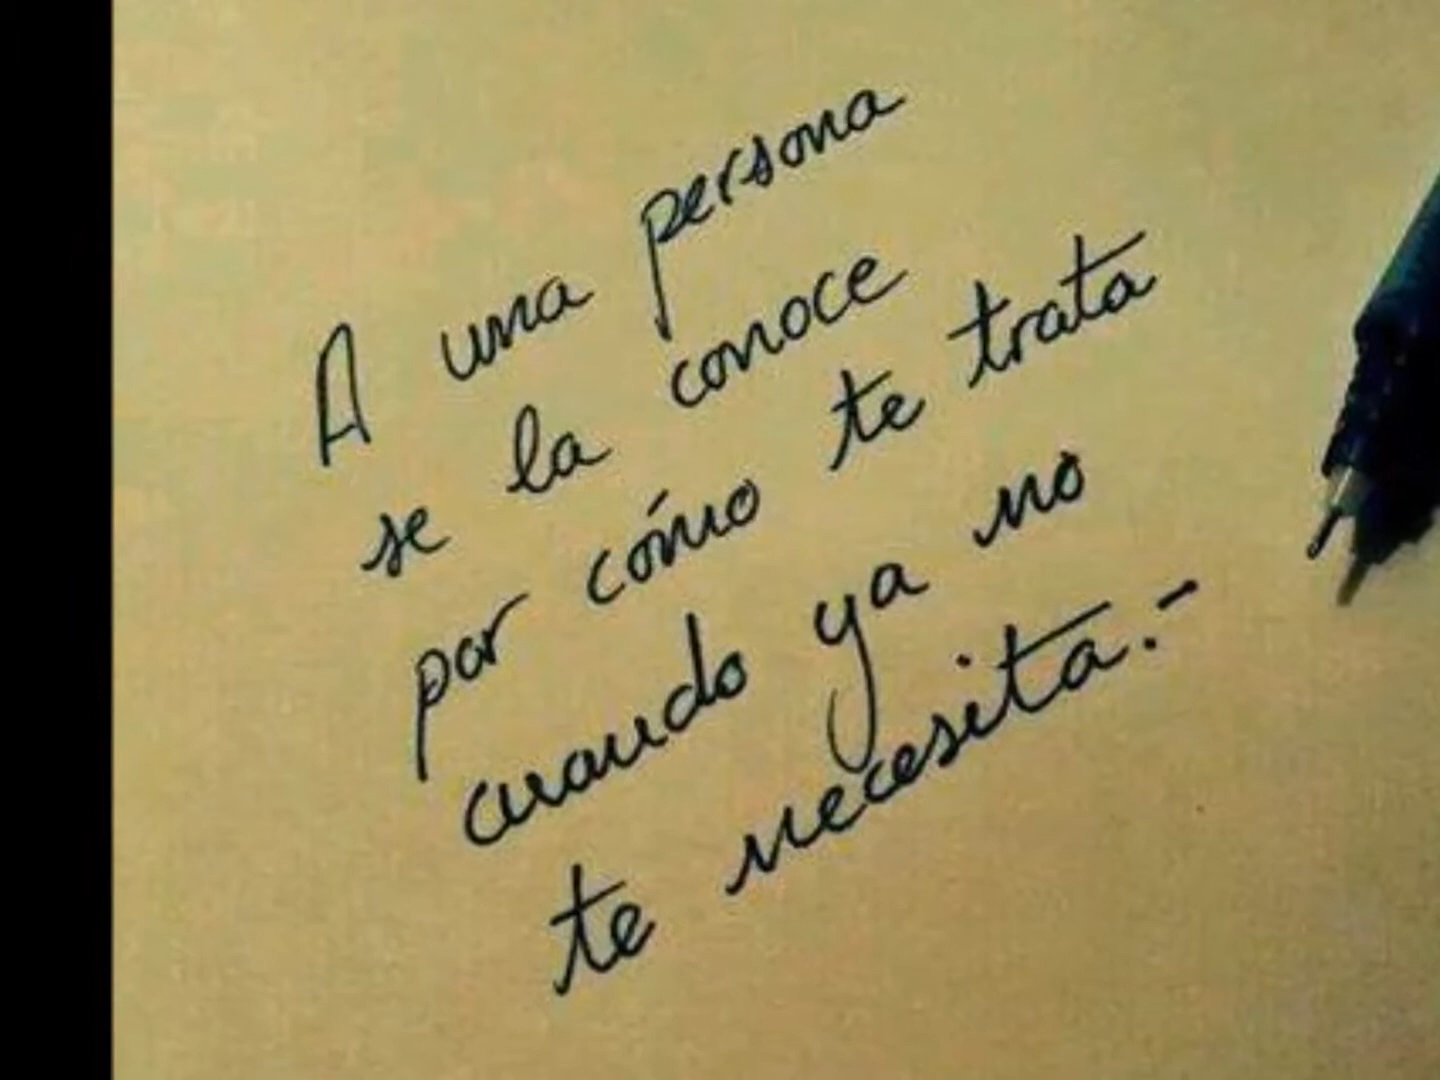 A una persona
se la conoce
por cómo te trata
cuando ya no
te necesita.-